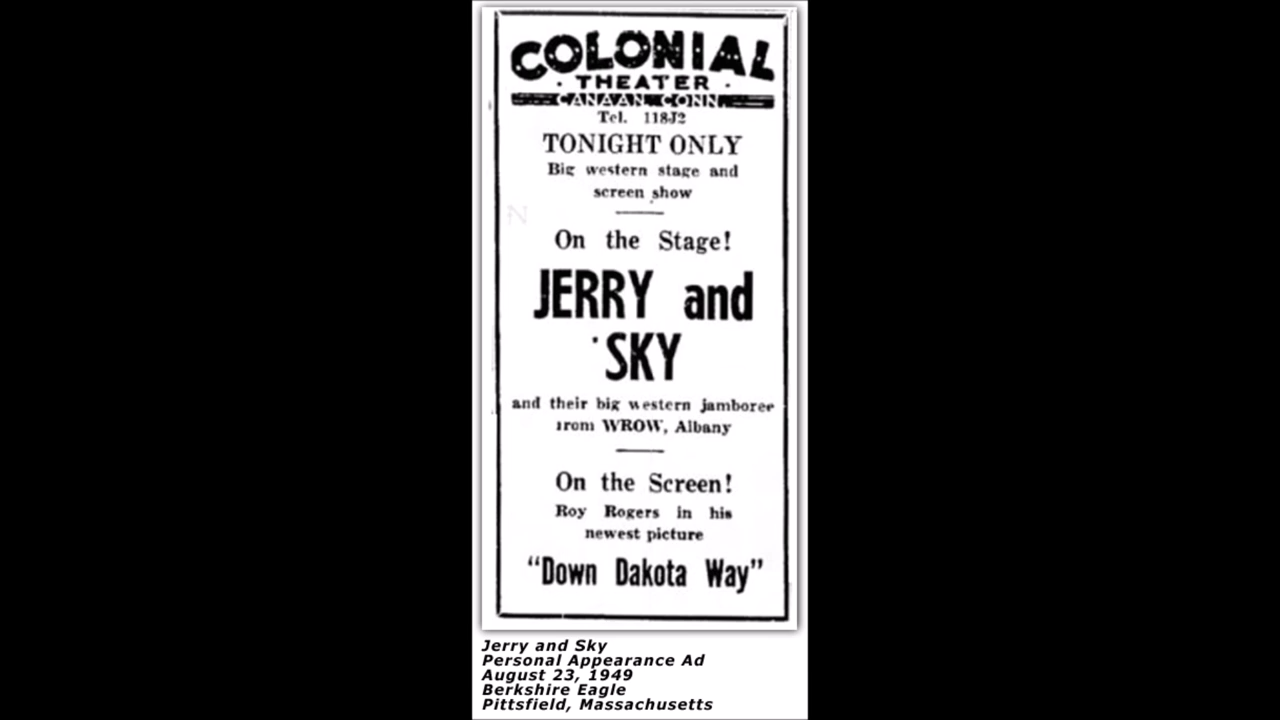 COLONIAL
· THEATER ·
CANAAN, CONN.
Tel. 118J2
TONIGHT ONLY
Big western stage and
screen show
N
On the Stage!
JERRY and
SKY
and their big western jamboree
from WROW, Albany
On the Screen!
Roy Rogers in his
newest picture
"Down Dakota Way"
Jerry and Sky
Personal Appearance Ad
August 23, 1949
Berkshire Eagle
Pittsfield, Massachusetts